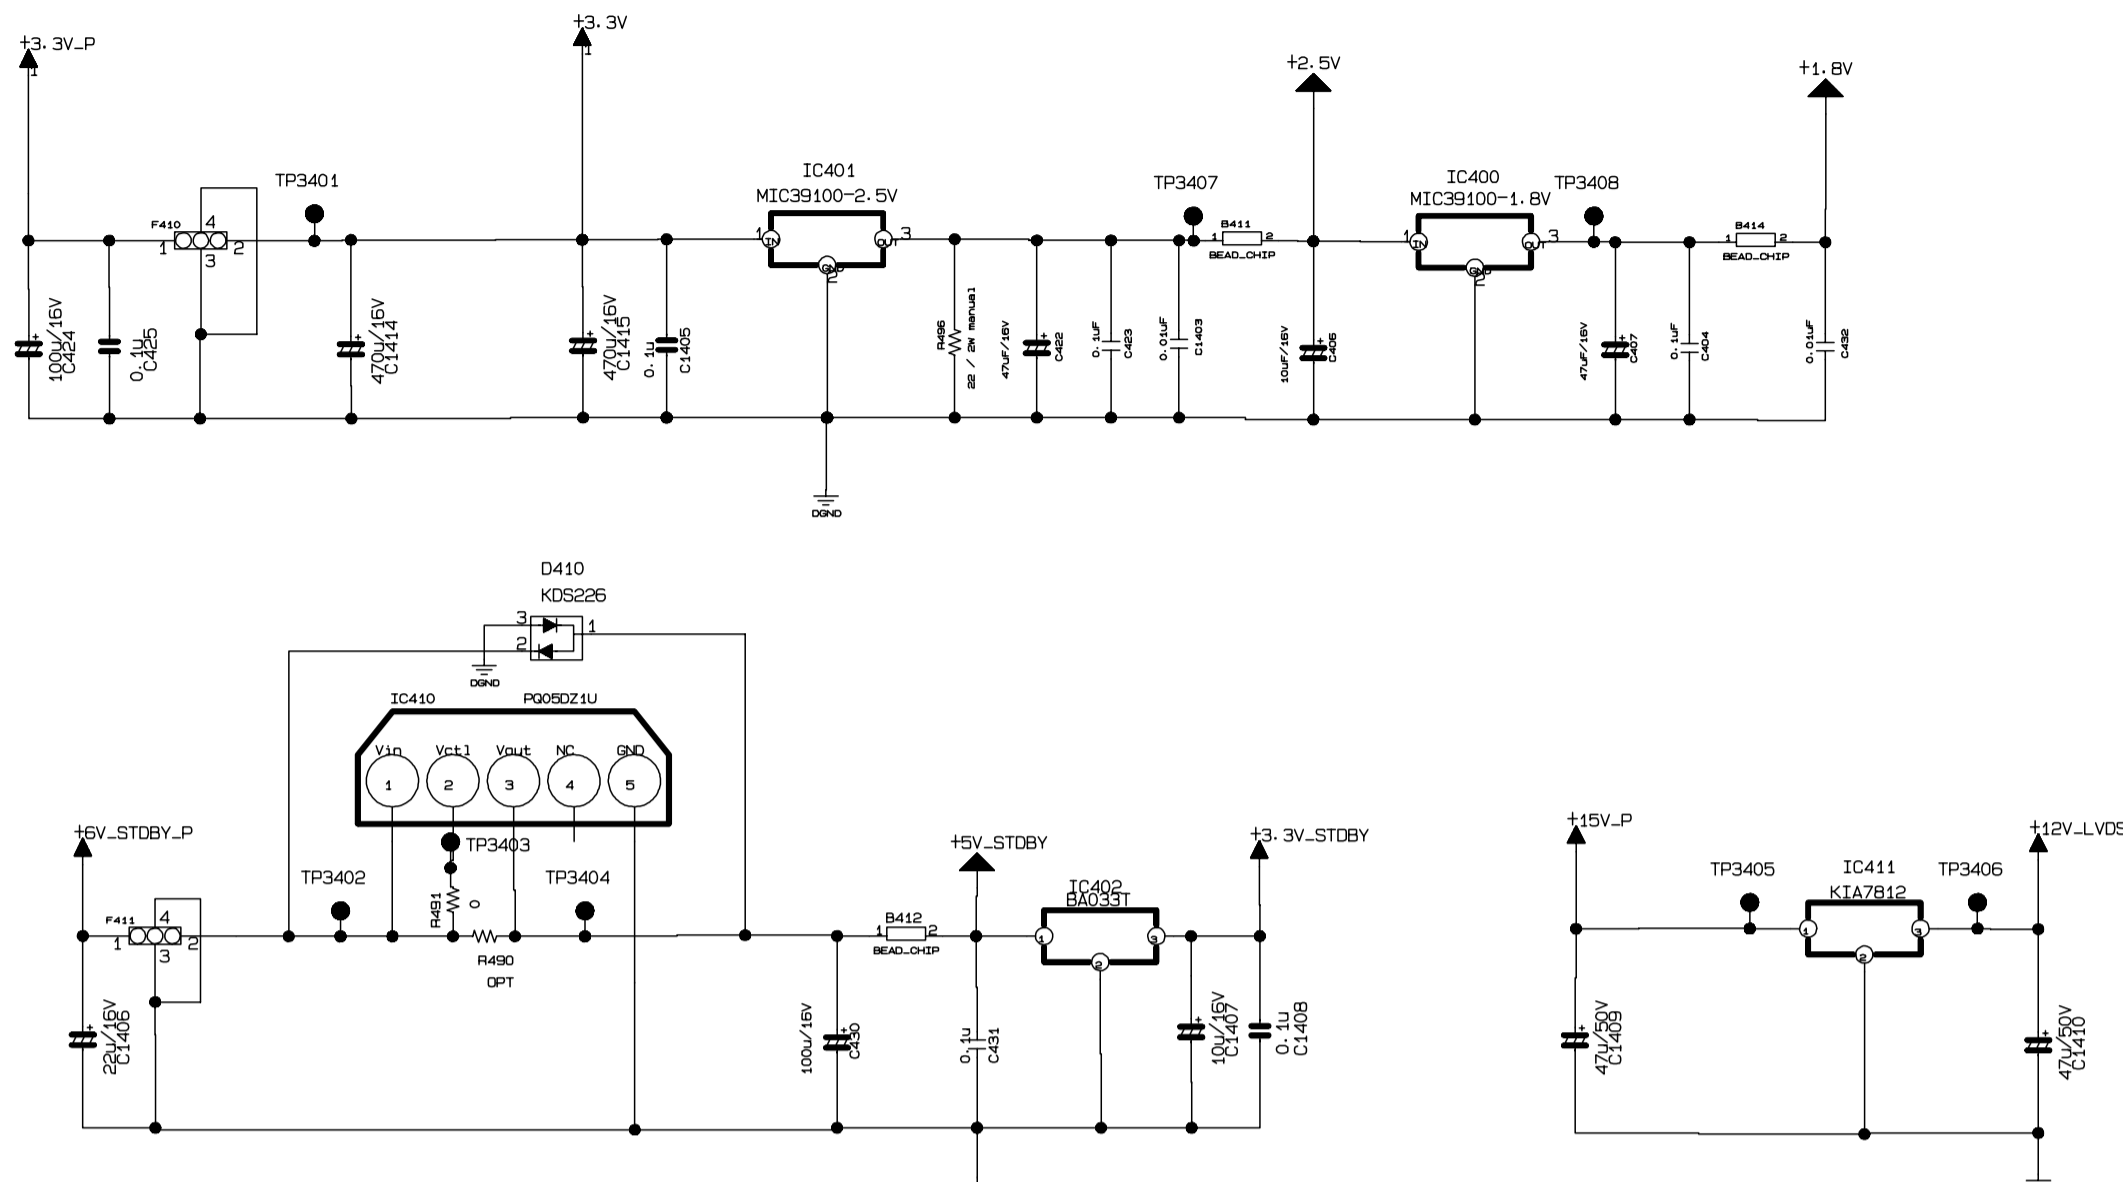 +3.3V_P
1
+3.3V
1
+2.5V
+1.8V
TP3401
F410
4
1
2
3
100u/16V
C424
0.1u
C425
470u/16V
C1414
470u/16V
C1415
0.1u
C1405
IC401
MIC39100-2.5V
1
IN
OUT
3
GND
2
R496
22 / 2W manual
47uF/16V
C422
0.1uF
C423
0.01uF
C1403
TP3407
B411
1
2
BEAD_CHIP
10uF/16V
C406
IC400
MIC39100-1.8V
1
IN
OUT
3
GND
2
TP3408
47uF/16V
C407
0.1uF
C404
B414
1
2
BEAD_CHIP
0.01uF
C432
DGND
D410
KDS226
3
2
1
DGND
IC410
PQ05DZ1U
Vin
Vctl
Vout
NC
GND
1
2
3
4
5
+6V_STDBY_P
F411
4
1
2
3
22u/16V
C1406
TP3402
TP3403
R491
0
R490
OPT
TP3404
100u/16V
C430
B412
1
2
BEAD_CHIP
+5V_STDBY
0.1u
C431
IC402
BA033T
1
3
2
+3.3V_STDBY
10u/16V
C1407
0.1u
C1408
+15V_P
TP3405
IC411
KIA7812
1
3
2
TP3406
+12V_LVDS
47u/50V
C1409
47u/50V
C1410